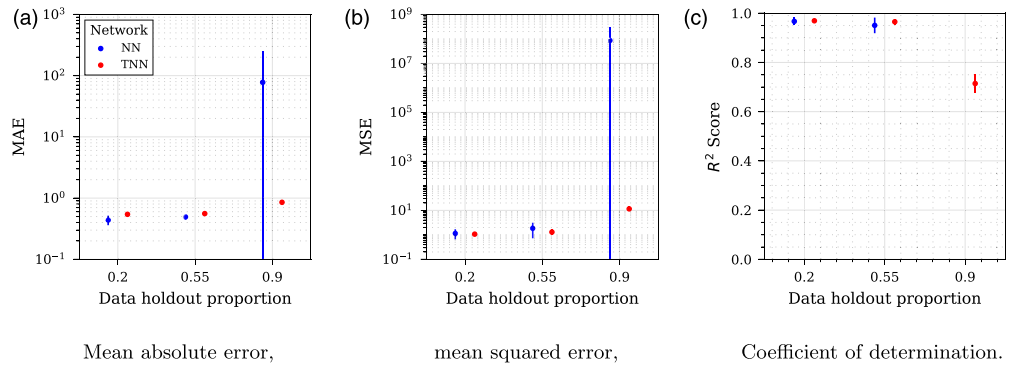 (a)
10^3
10^2
10^1
10^0
10^-1
MAE
Network
NN
TNN
0.2
0.55
0.9
Data holdout proportion
Mean absolute error,
(b)
10^9
10^7
10^5
10^3
10^1
10^-1
MSE
0.2
0.55
0.9
Data holdout proportion
mean squared error,
(c)
1.0
0.8
0.6
0.4
0.2
0.0
R^2 Score
0.2
0.55
0.9
Data holdout proportion
Coefficient of determination.